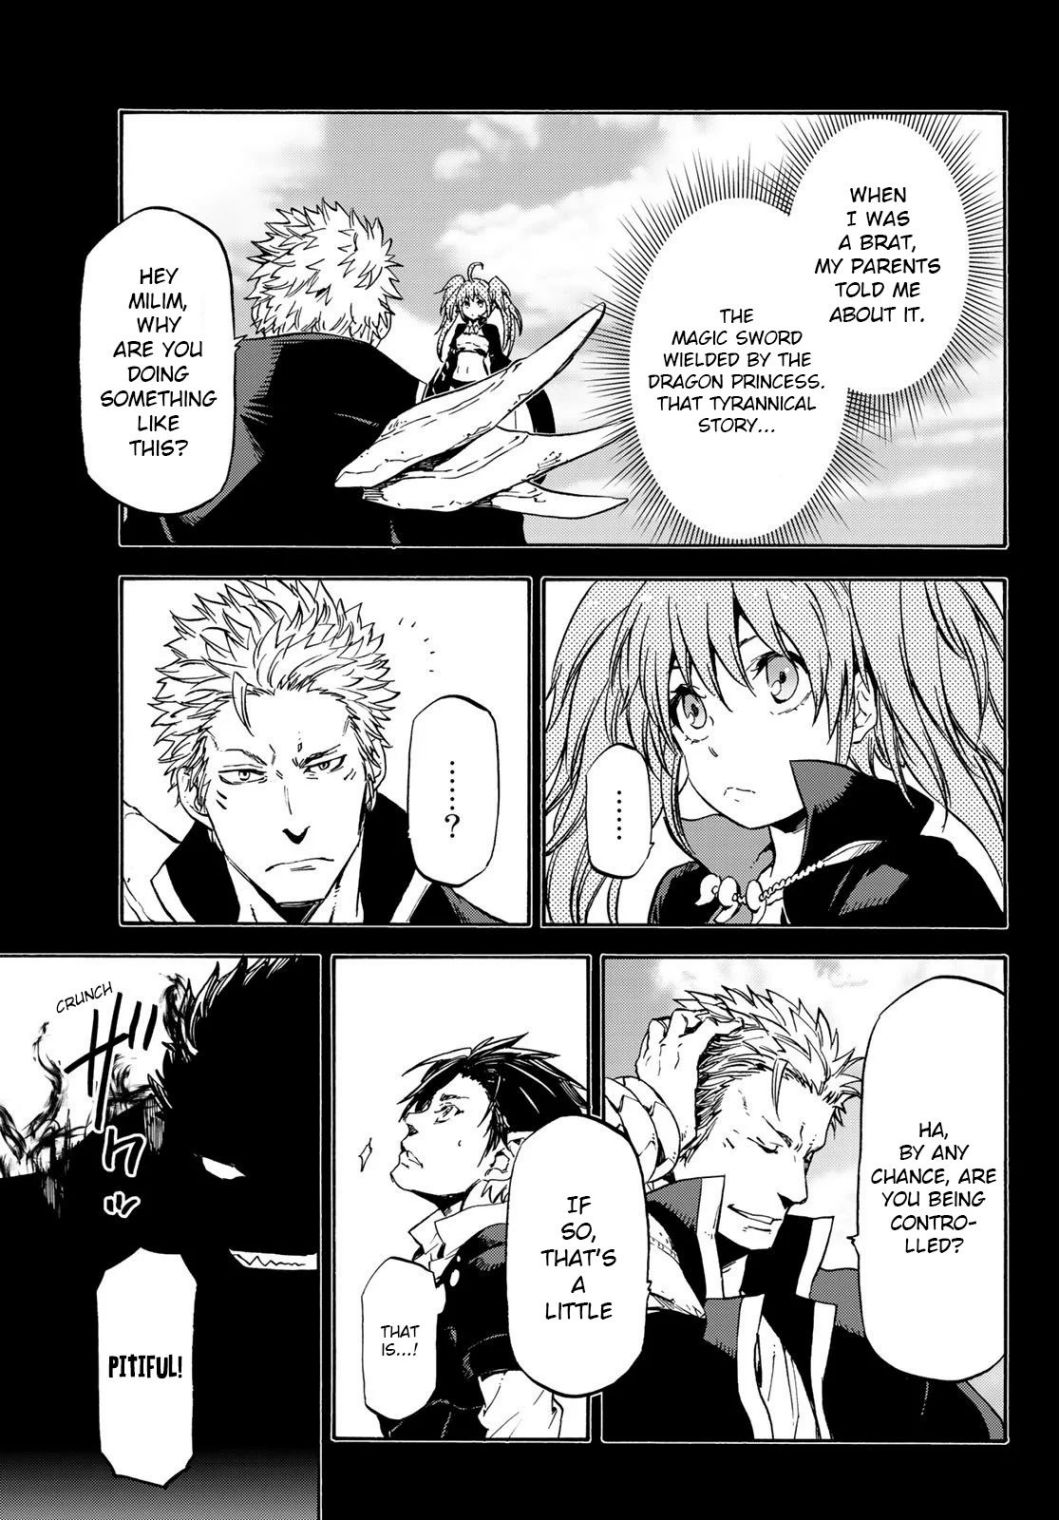 WHEN
I WAS
A BRAT,
MY PARENTS
TOLD ME
ABOUT IT.
THE
MAGIC SWORD
WIELDED BY THE
DRAGON PRINCESS.
THAT TYRANNICAL
STORY...
HEY
MILIM,
WHY
ARE YOU
DOING
SOMETHING
LIKE
THIS?
......
......?
HA,
BY ANY
CHANCE, ARE
YOU BEING
CONTRO-
LLED?
IF
SO,
THAT'S
A
LITTLE
THAT
IS...!
CRUNCH
ドクッ
PITIFUL!